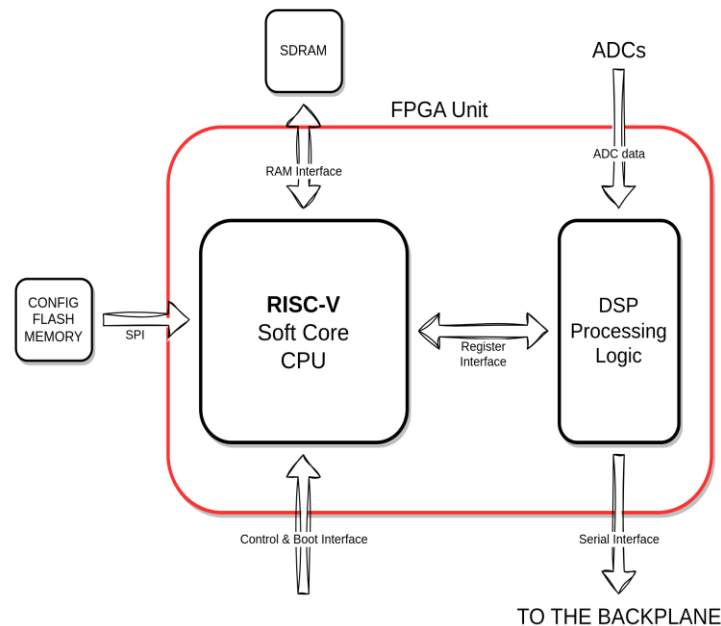 SDRAM
ADCs
FPGA Unit
ADC data
RAM Interface
CONFIG
FLASH
MEMORY
SPI
RISC-V
Soft Core
CPU
Register
Interface
DSP
Processing
Logic
Control & Boot Interface
Serial Interface
TO THE BACKPLANE